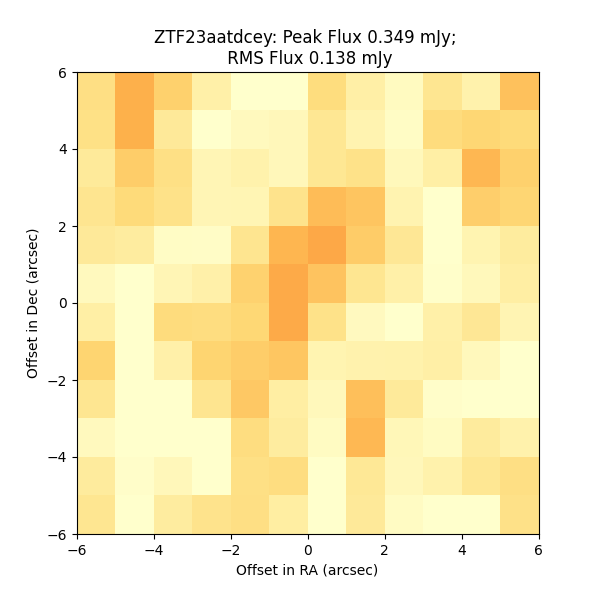 ZTF23aatdcey: Peak Flux 0.349 mJy;
RMS Flux 0.138 mJy
6
4
2
0
−2
−4
−6
Offset in Dec (arcsec)
−6 −4 −2 0 2 4 6
Offset in RA (arcsec)